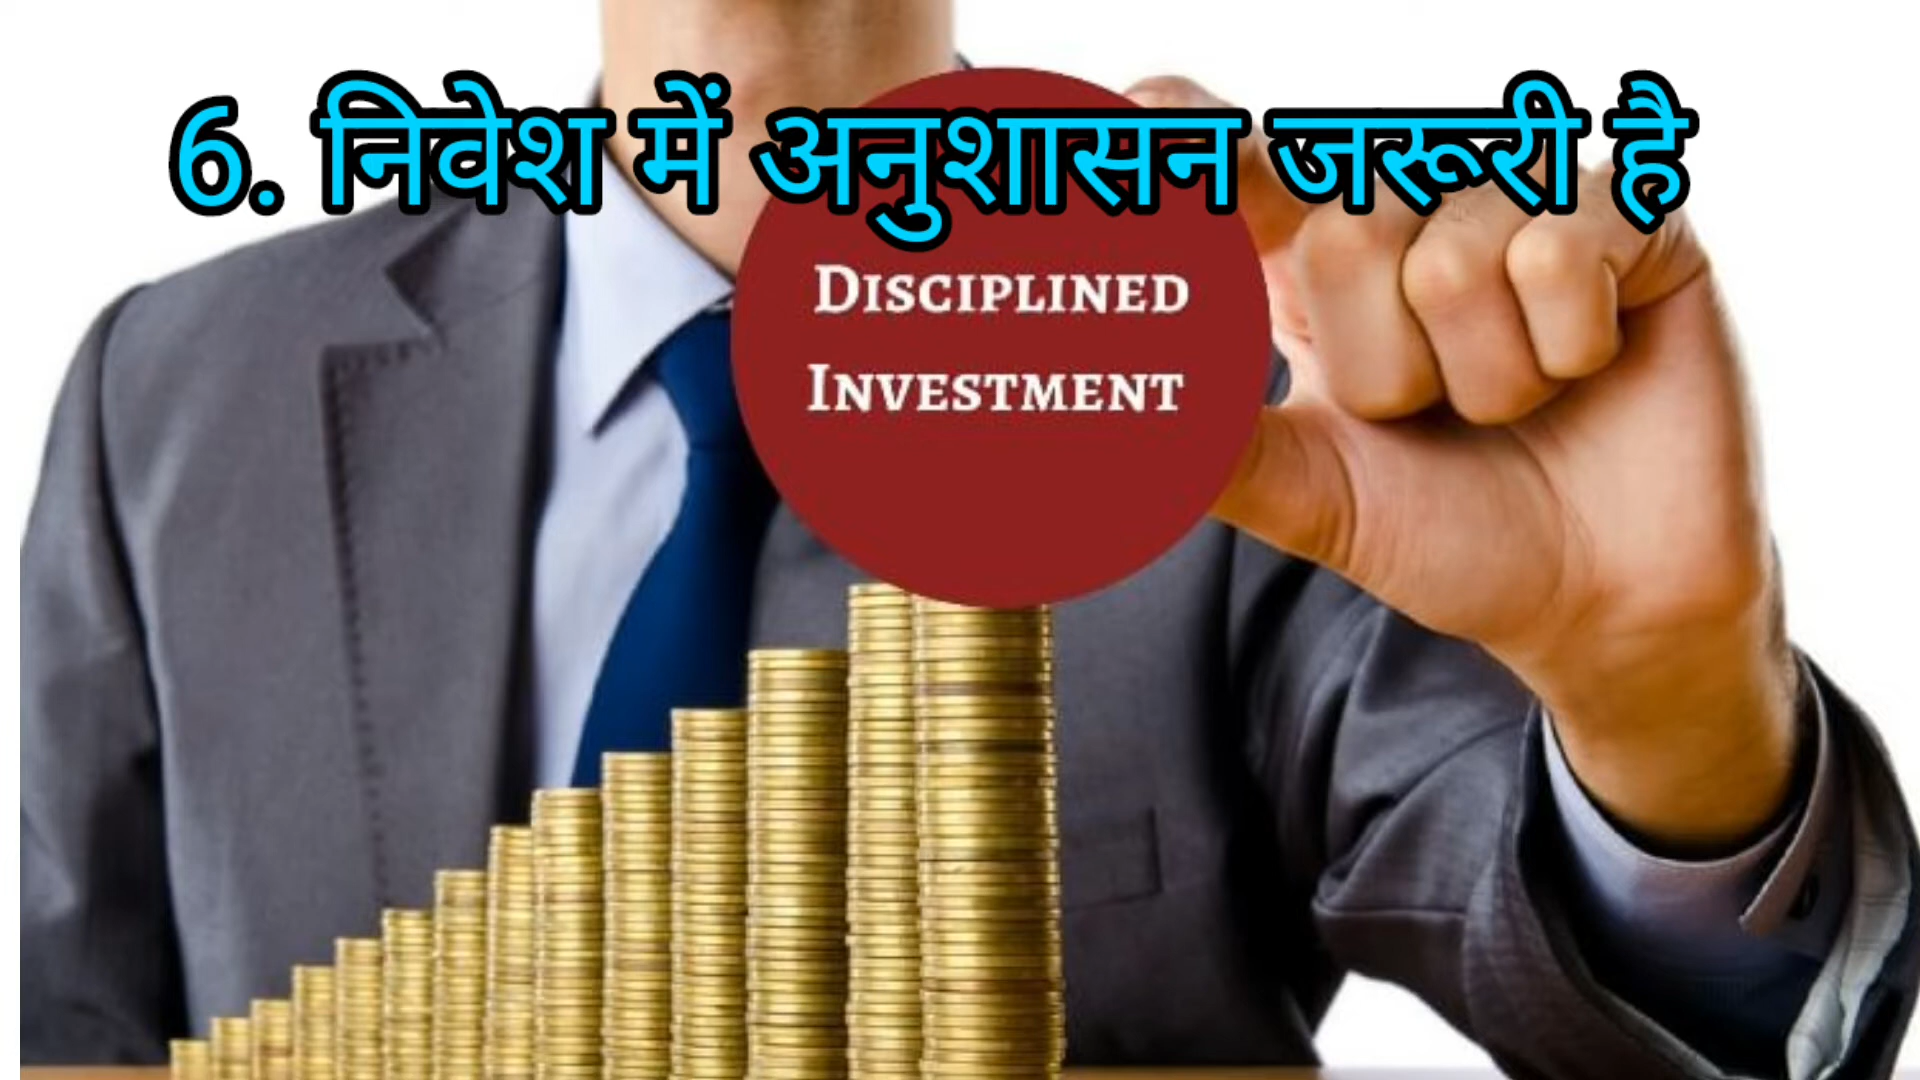 6. निवेश में अनुशासन जरूरी है
DISCIPLINED
INVESTMENT